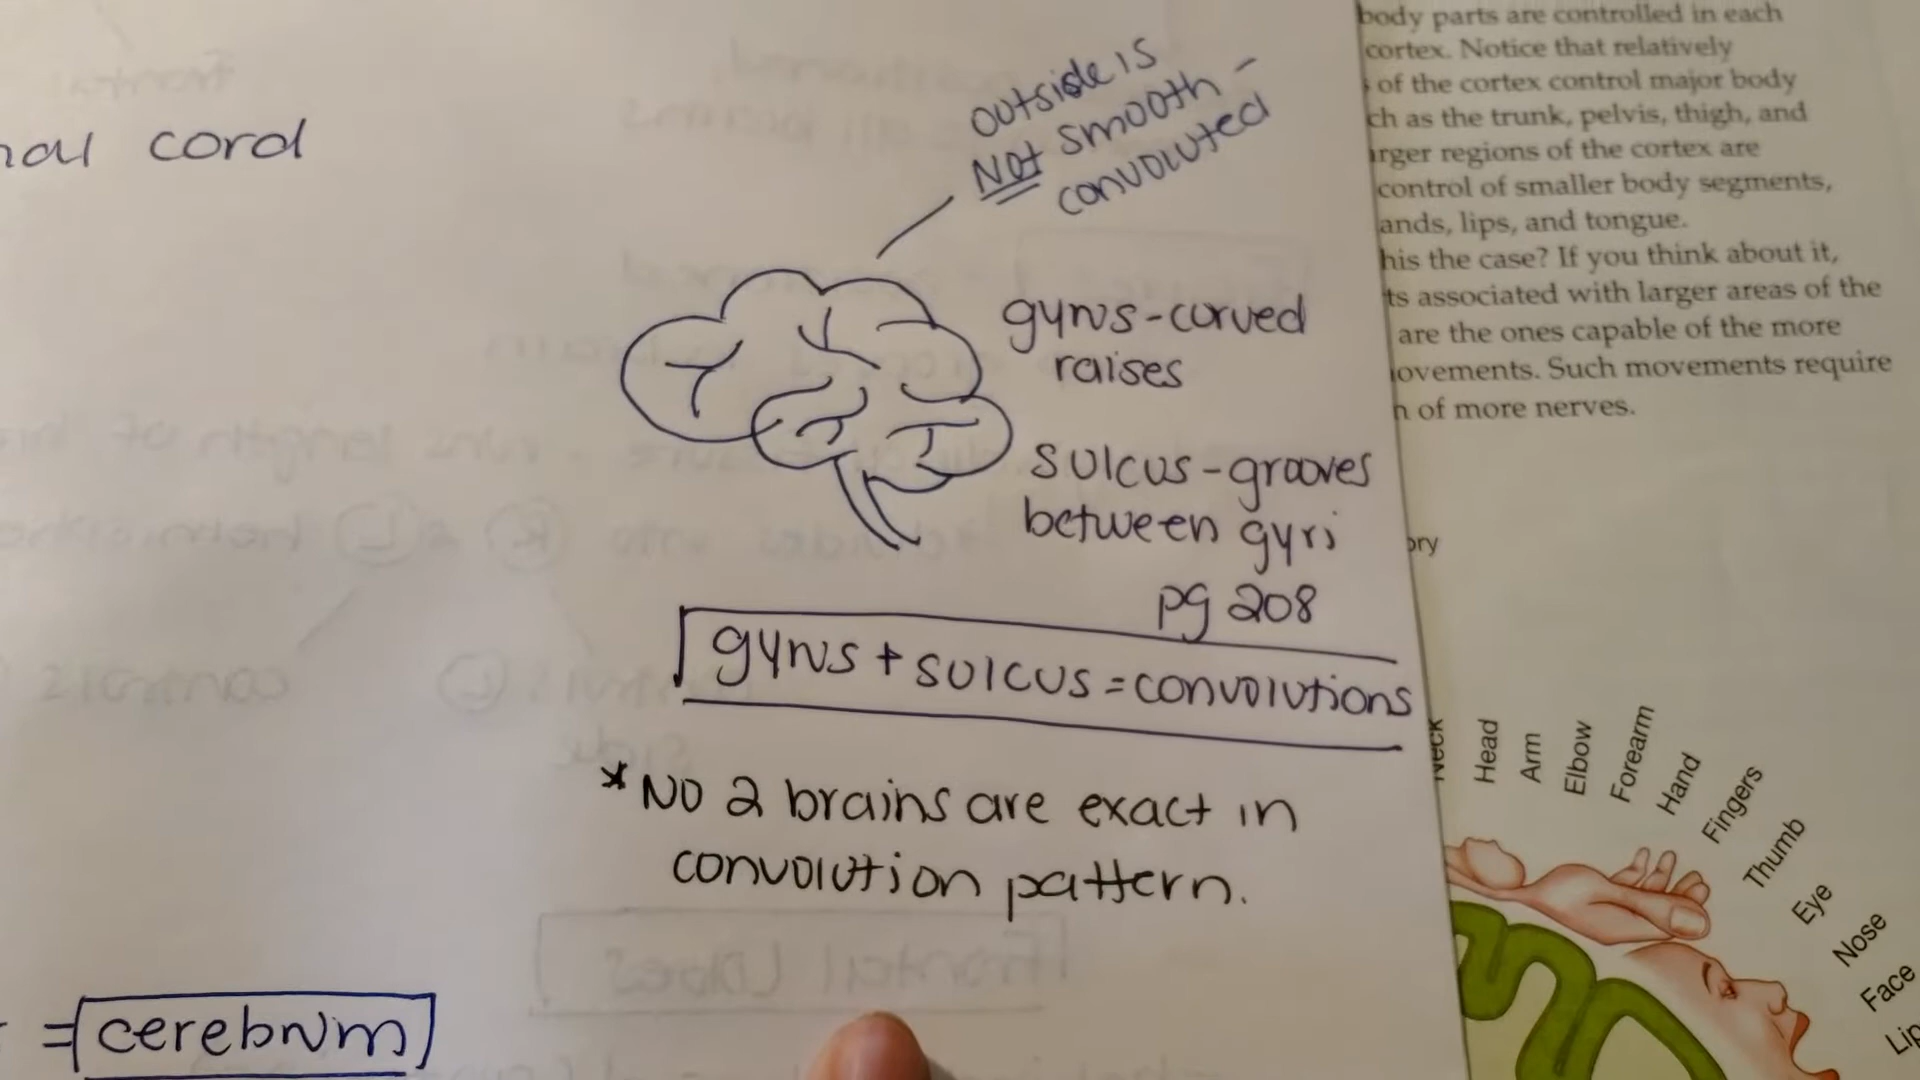 nal cord
outside is
NOT smooth -
convoluted
gyrus-curved
raises
sulcus-grooves
between gyri
pg 208
gyrus + sulcus = convolutions
*No 2 brains are exact in
convolution pattern.
= cerebrum
body parts are controlled in each
cortex. Notice that relatively
of the cortex control major body
ch as the trunk, pelvis, thigh, and
arger regions of the cortex are
control of smaller body segments,
ands, lips, and tongue.
his the case? If you think about it,
ts associated with larger areas of the
are the ones capable of the more
ovements. Such movements require
n of more nerves.
ory
Neck
Head
Arm
Elbow
Forearm
Hand
Fingers
Thumb
Eye
Nose
Face
Lip